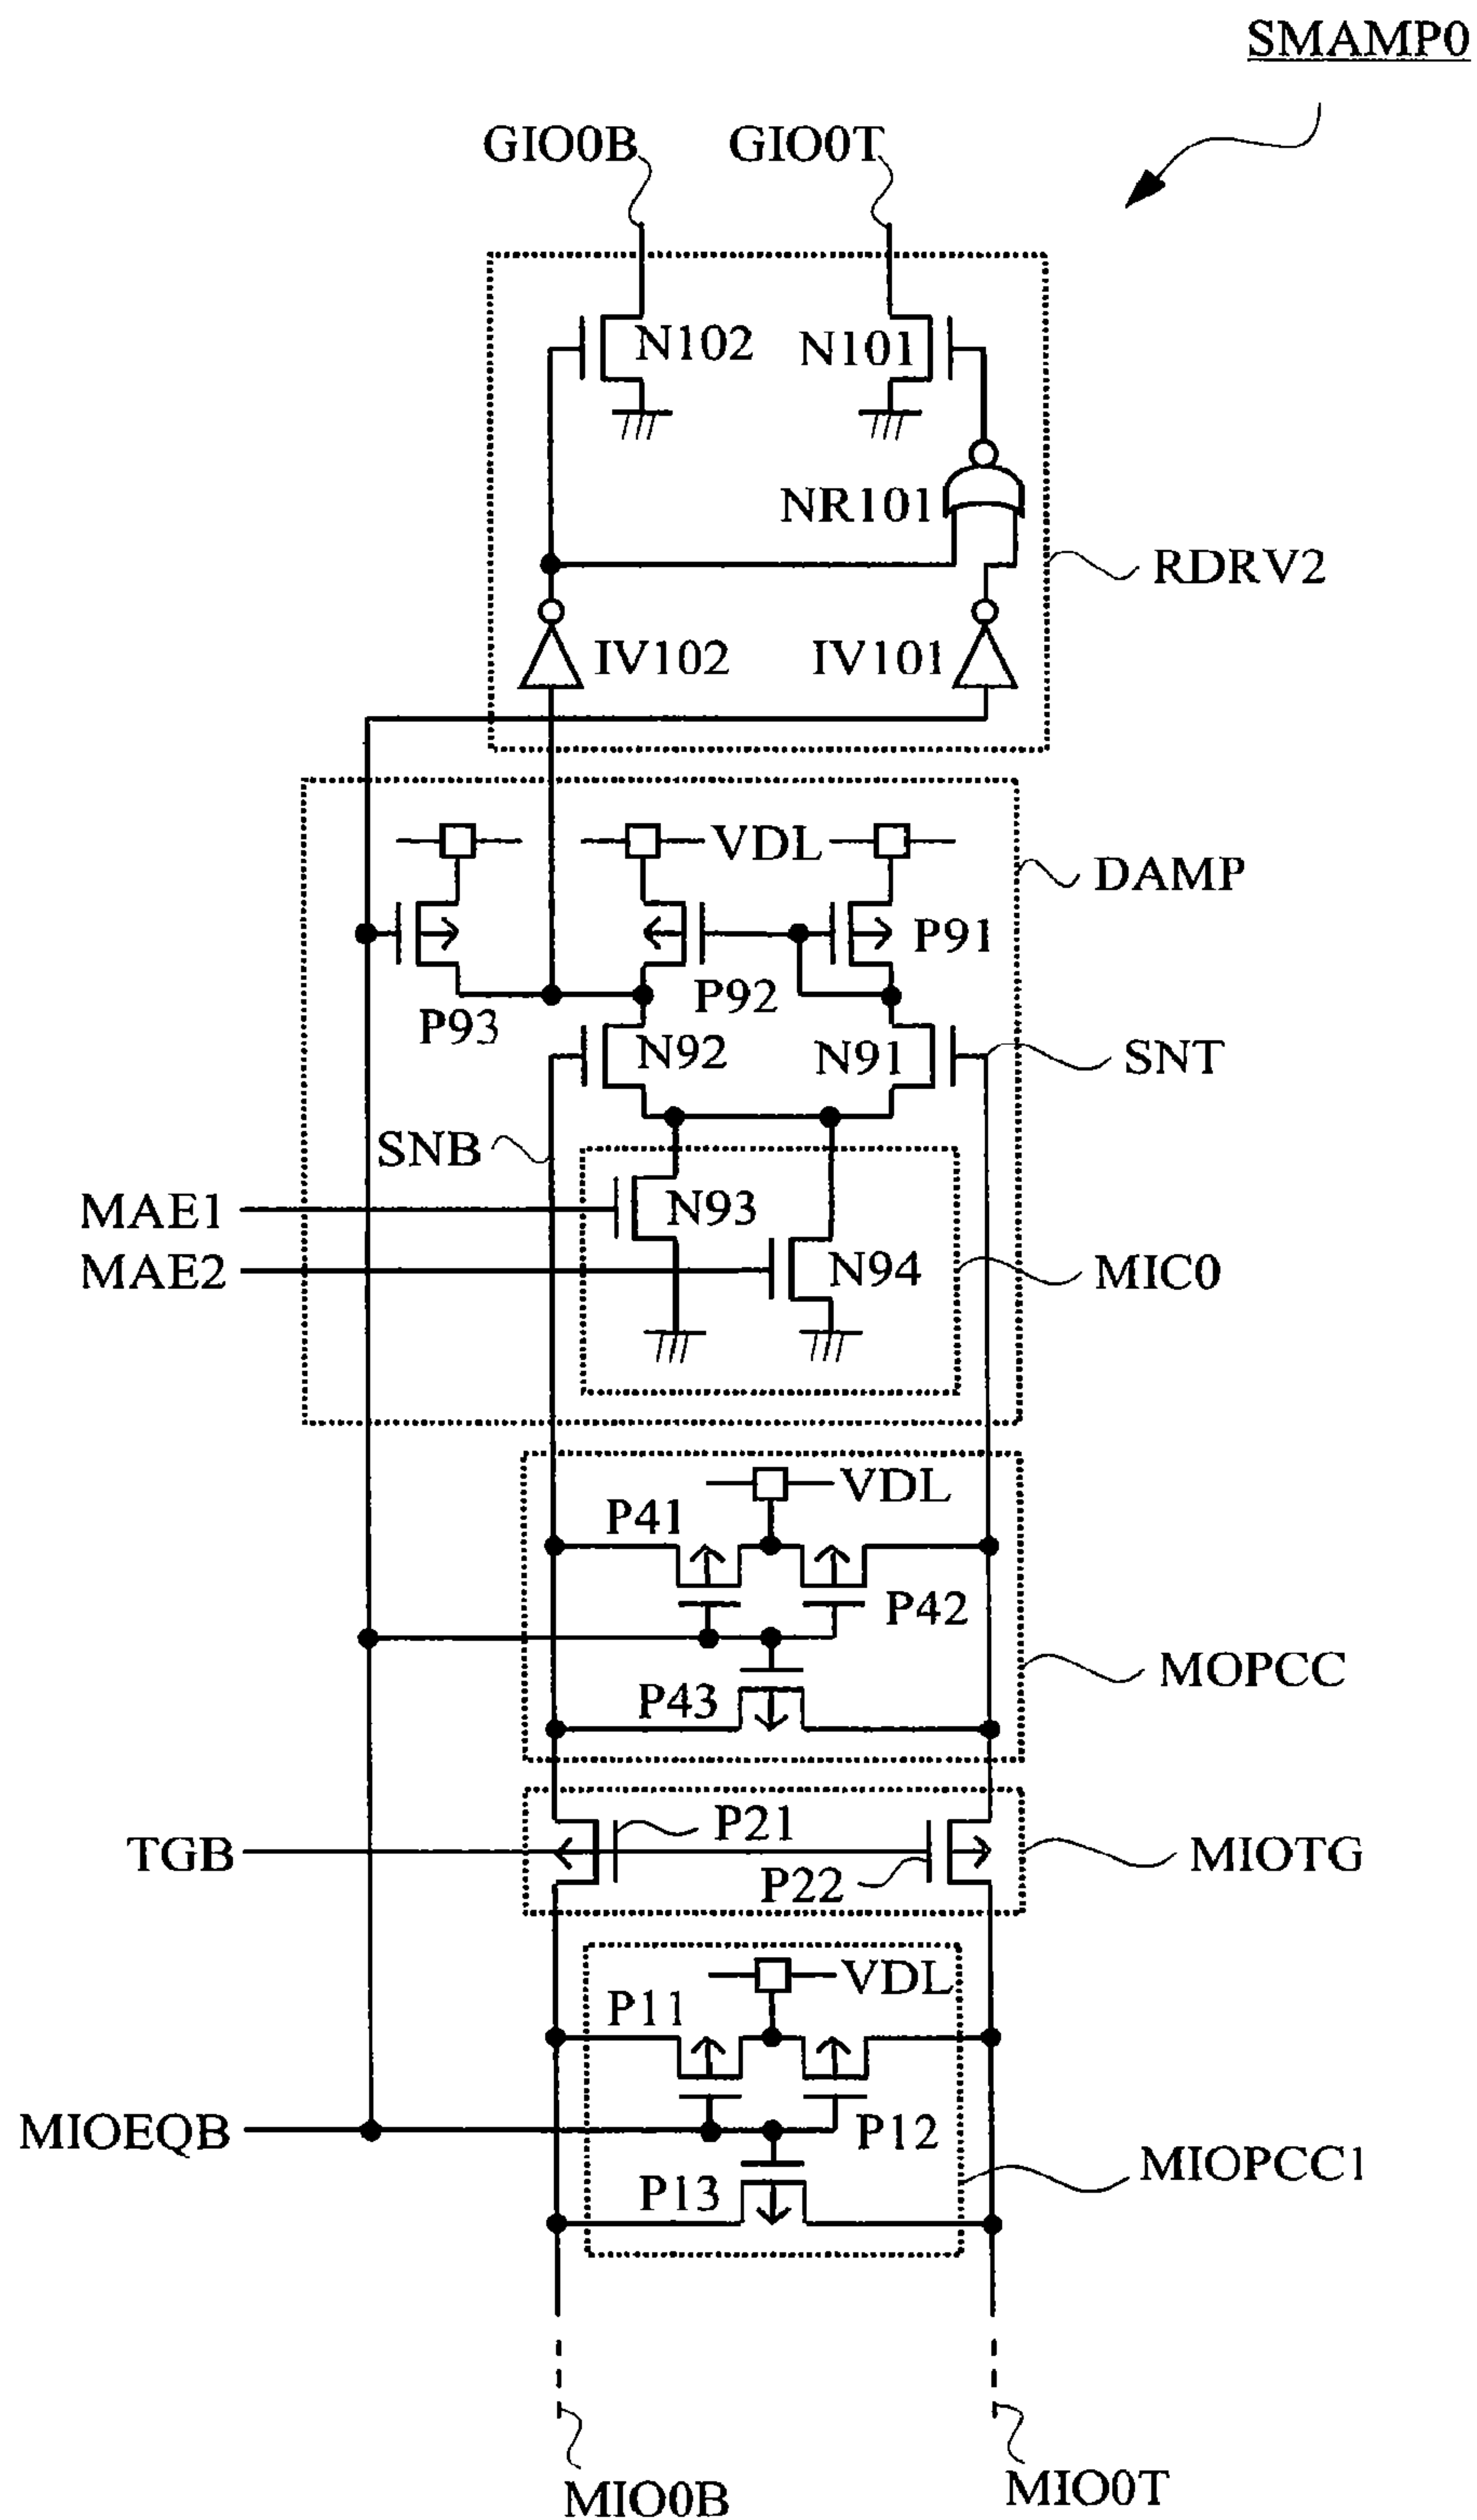 SMAMP0
GIO0B GIO0T
N102 N101
NR101
RDRV2
IV102 IV101
VDL
DAMP
P91
P92
P93
N92 N91
SNT
SNB
MAE1
N93
MAE2
N94
MIC0
VDL
P41
P42
MOPCC
P43
P21
TGB
MIOTG
P22
VDL
P11
MIOEQB
P12
MIOPCC1
P13
MIO0B MIO0T